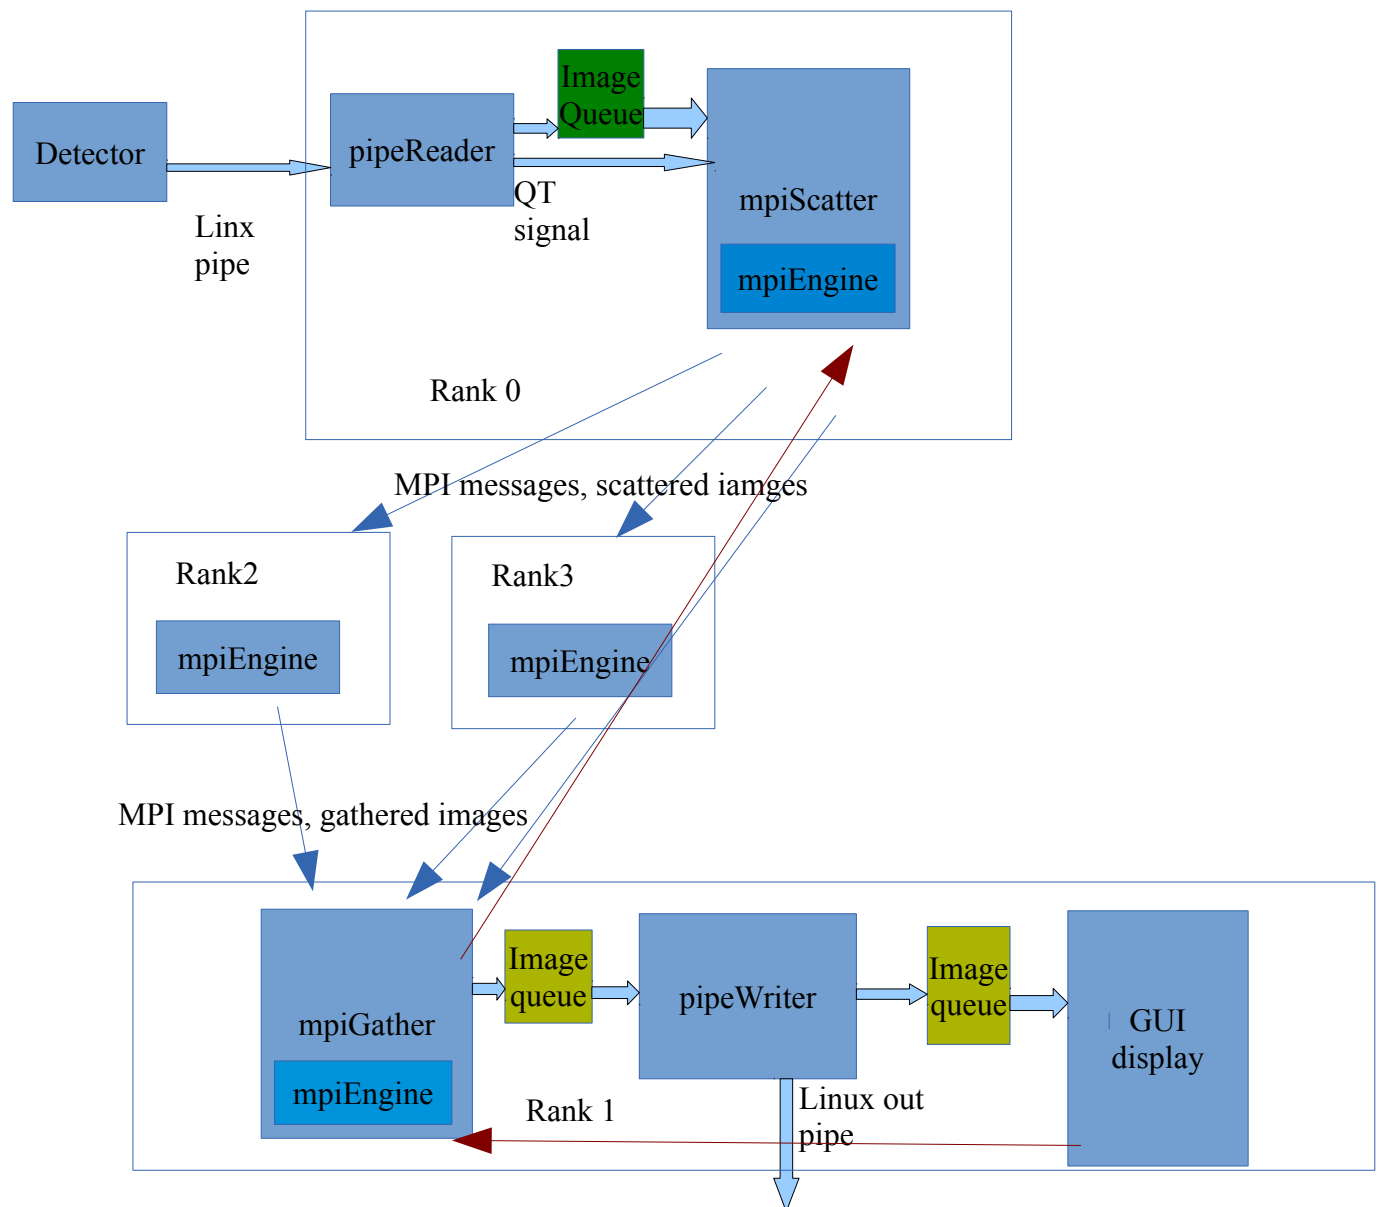 Image
Queue
Detector
pipeReader
mpiScatter
QT
signal
Linx
pipe
mpiEngine
Rank 0
MPI messages, scattered iamges
Rank2
Rank3
mpiEngine
mpiEngine
MPI messages, gathered images
Image
queue
Image
queue
pipeWriter
mpiGather
GUI
display
mpiEngine
Rank 1
Linux out
pipe